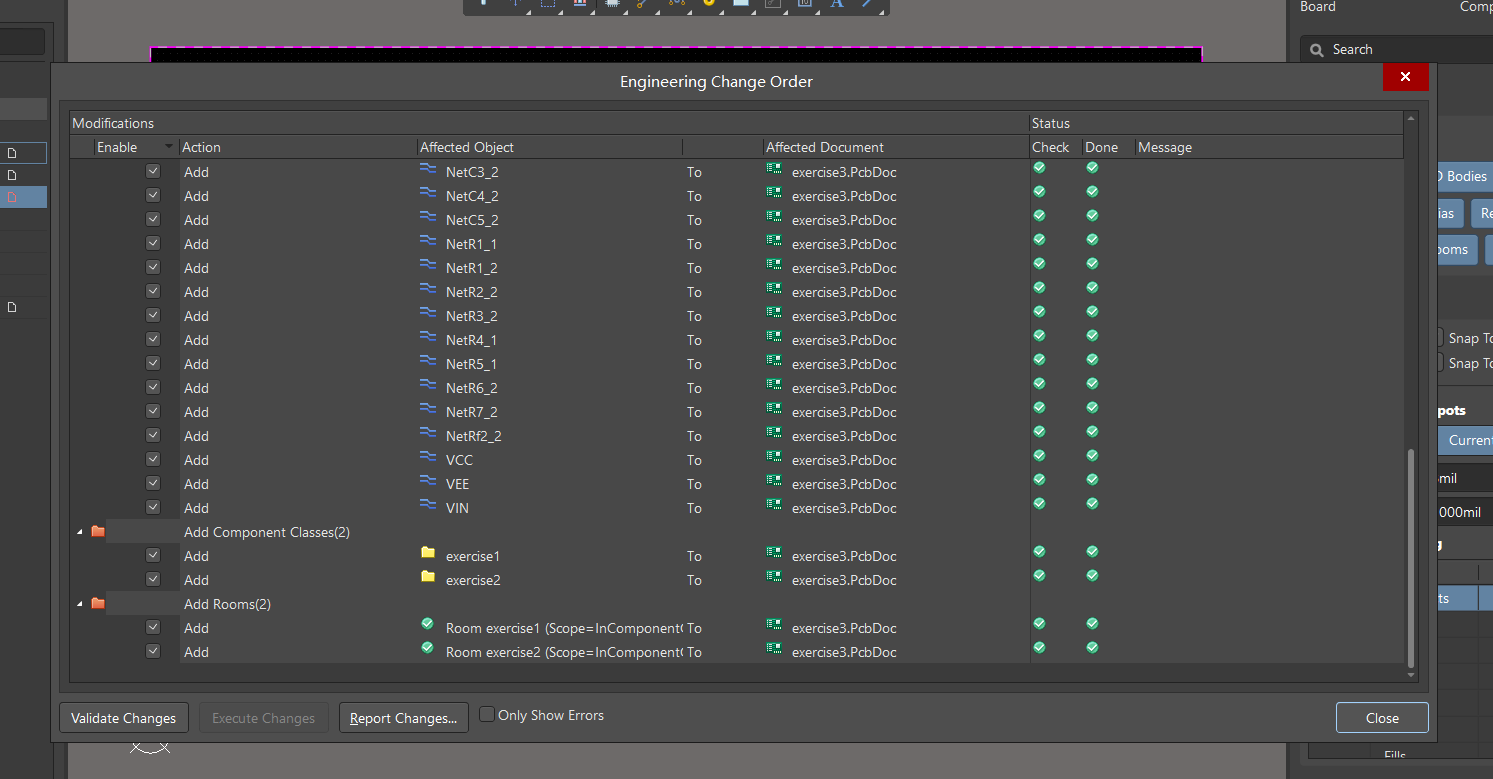 Board Comp
Search
Engineering Change Order
Modifications Status
Enable Action Affected Object Affected Document Check Done Message
Add NetC3_2 To exercise3.PcbDoc
Add NetC4_2 To exercise3.PcbDoc
Add NetC5_2 To exercise3.PcbDoc
Add NetR1_1 To exercise3.PcbDoc
Add NetR1_2 To exercise3.PcbDoc
Add NetR2_2 To exercise3.PcbDoc
Add NetR3_2 To exercise3.PcbDoc
Add NetR4_1 To exercise3.PcbDoc
Add NetR5_1 To exercise3.PcbDoc
Add NetR6_2 To exercise3.PcbDoc
Add NetR7_2 To exercise3.PcbDoc
Add NetRf2_2 To exercise3.PcbDoc
Add VCC To exercise3.PcbDoc
Add VEE To exercise3.PcbDoc
Add VIN To exercise3.PcbDoc
Add Component Classes(2)
Add exercise1 To exercise3.PcbDoc
Add exercise2 To exercise3.PcbDoc
Add Rooms(2)
Add Room exercise1 (Scope=InComponent To exercise3.PcbDoc
Add Room exercise2 (Scope=InComponent To exercise3.PcbDoc
Validate Changes Execute Changes Report Changes... Only Show Errors Close
D Bodies
ias Re
ooms
Snap To
Snap To
pots
Current
mil
000mil
g
ts
Fills